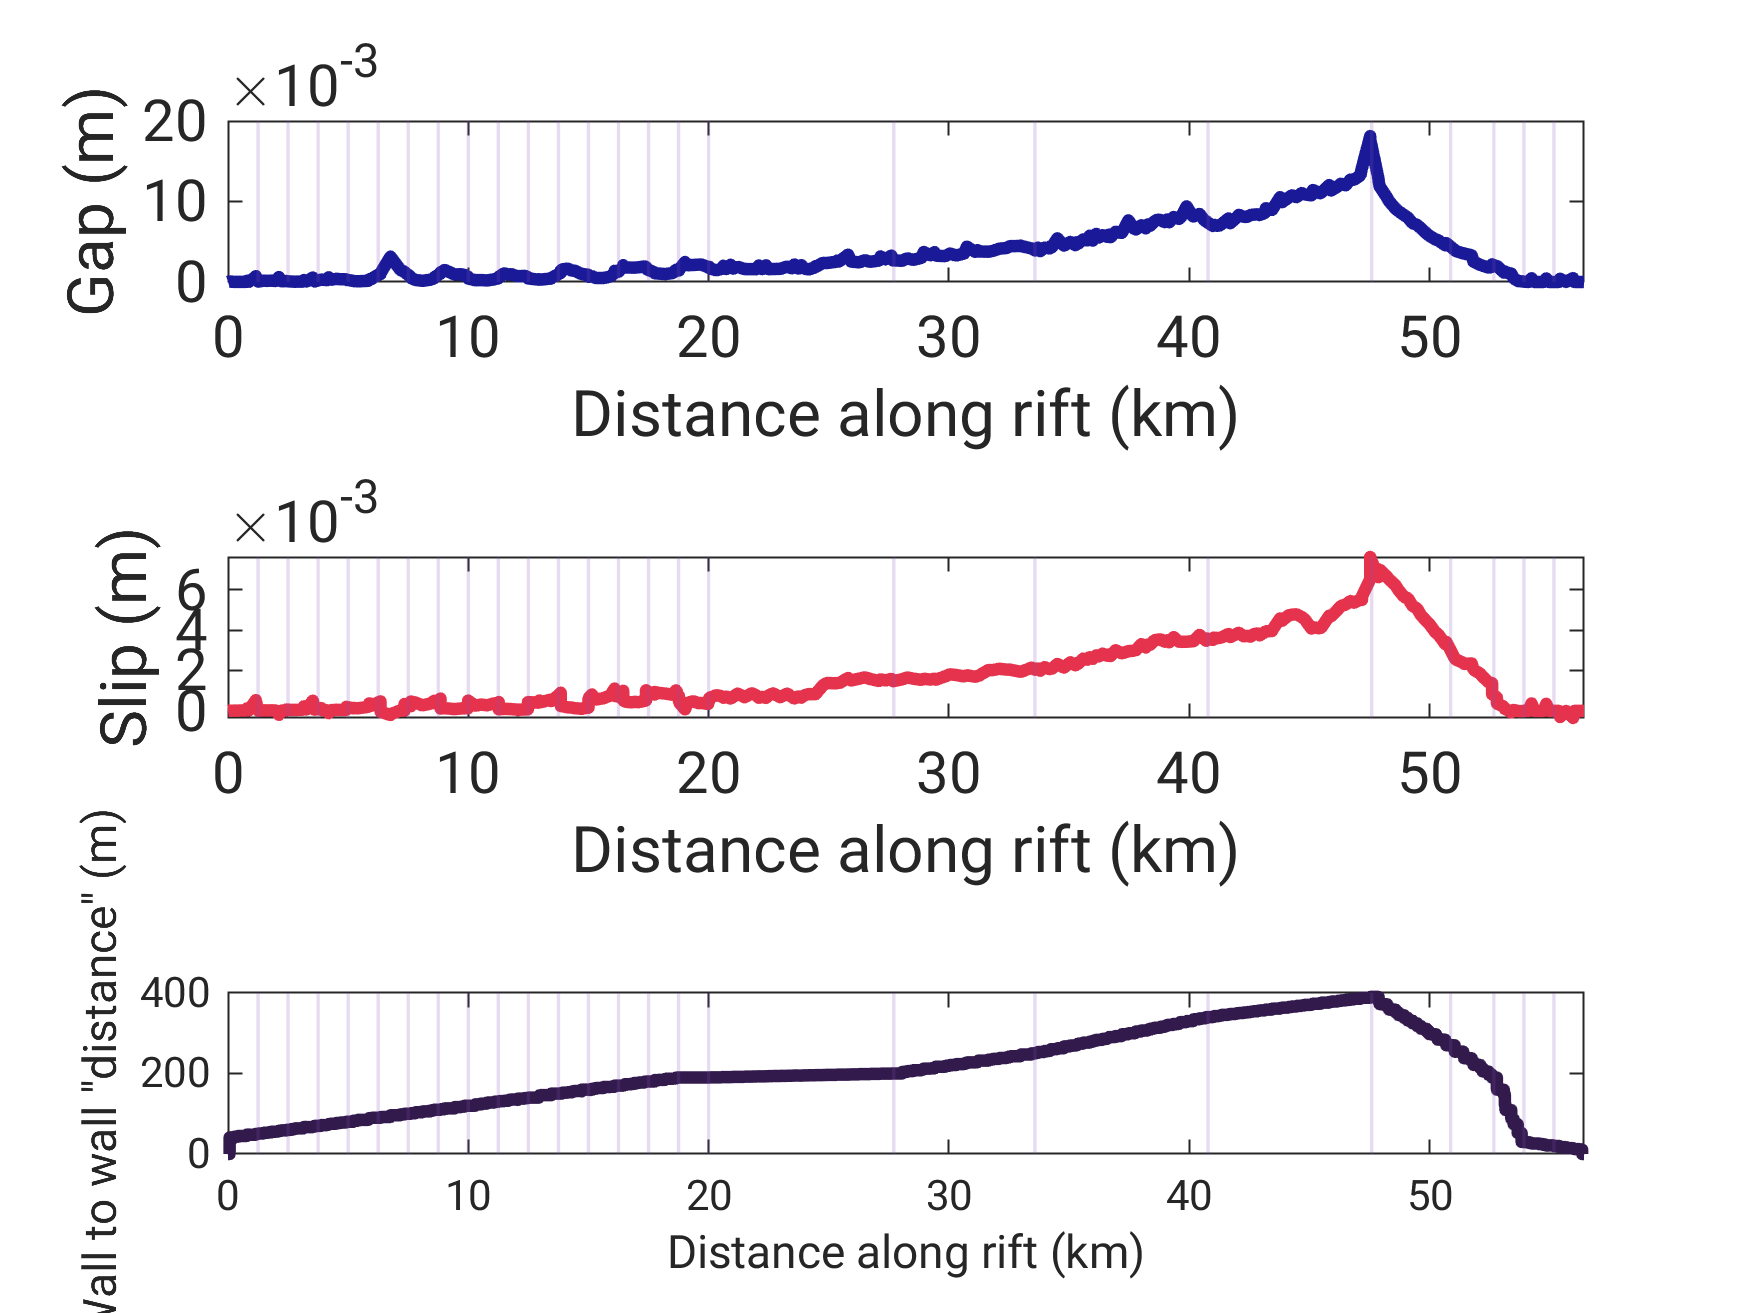 ×10⁻³
Gap (m)
20
10
0
0 10 20 30 40 50
Distance along rift (km)
×10⁻³
Slip (m)
6
4
2
0
0 10 20 30 40 50
Distance along rift (km)
Wall to wall "distance" (m)
400
200
0
0 10 20 30 40 50
Distance along rift (km)